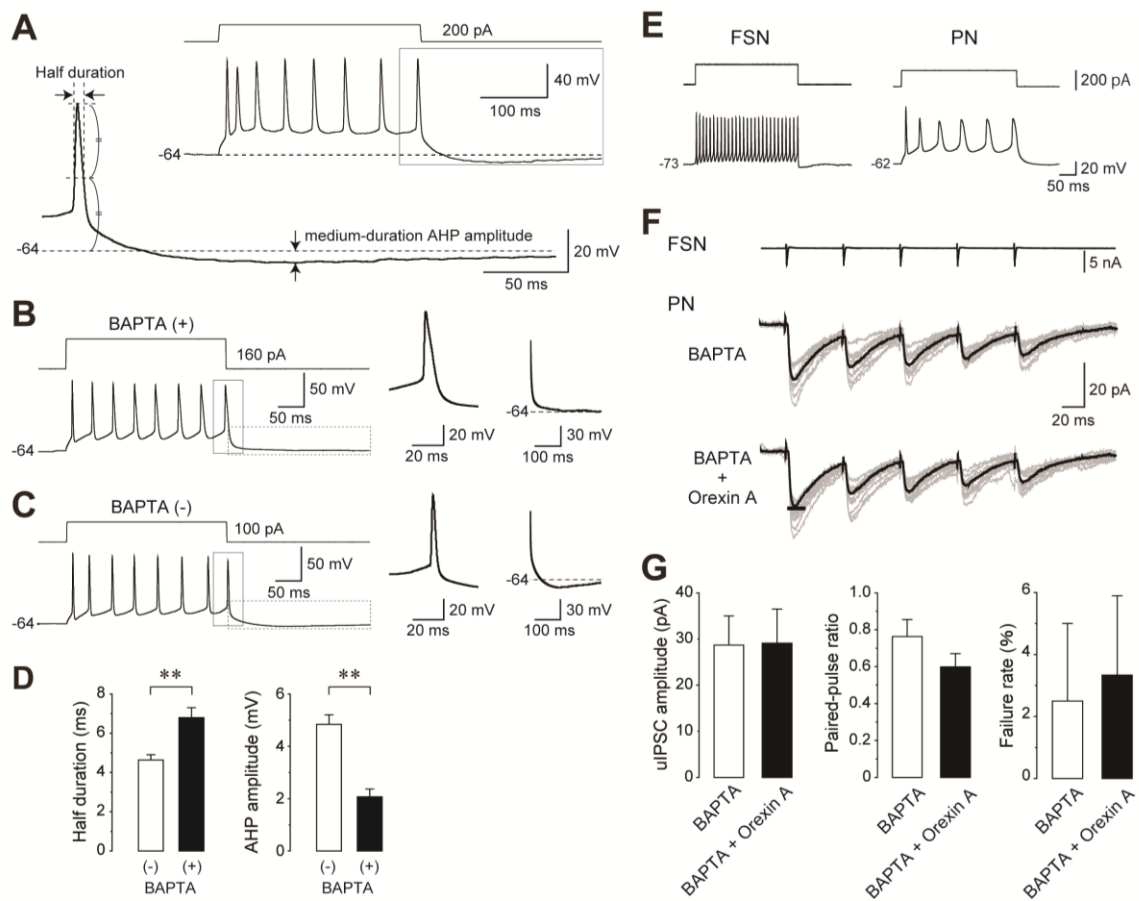 A
200 pA
Half duration
40 mV
100 ms
-64
-64
medium-duration AHP amplitude
20 mV
50 ms
B
BAPTA (+)
160 pA
50 mV
50 ms
-64
20 mV
20 ms
-64
30 mV
100 ms
C
BAPTA (-)
100 pA
50 mV
50 ms
-64
20 mV
20 ms
-64
30 mV
100 ms
D
**
Half duration (ms)
8
6
4
2
0
(-)
(+)
BAPTA
**
AHP amplitude (mV)
6
4
2
0
(-)
(+)
BAPTA
E
FSN
PN
200 pA
-73
-62
20 mV
50 ms
F
FSN
5 nA
PN
BAPTA
20 pA
20 ms
BAPTA
+
Orexin A
G
uIPSC amplitude (pA)
40
30
20
10
0
BAPTA
BAPTA + Orexin A
Paired-pulse ratio
1.0
0.8
0.6
0.4
0.2
0
BAPTA
BAPTA + Orexin A
Failure rate (%)
6
4
2
0
BAPTA
BAPTA + Orexin A